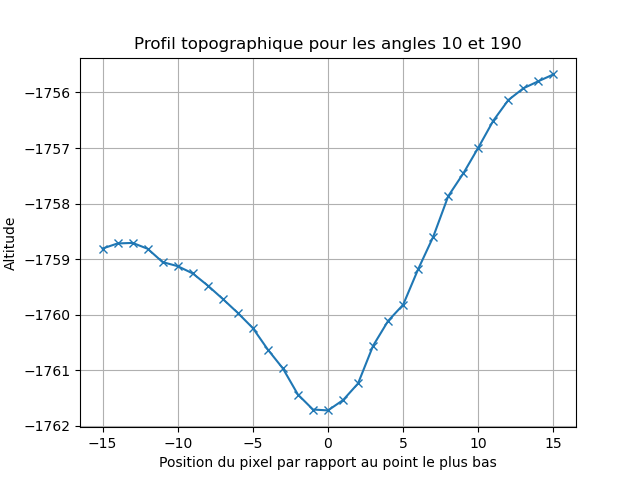 Profil topographique pour les angles 10 et 190
−1756
−1757
−1758
−1759
−1760
−1761
−1762
Altitude
−15 −10 −5 0 5 10 15
Position du pixel par rapport au point le plus bas